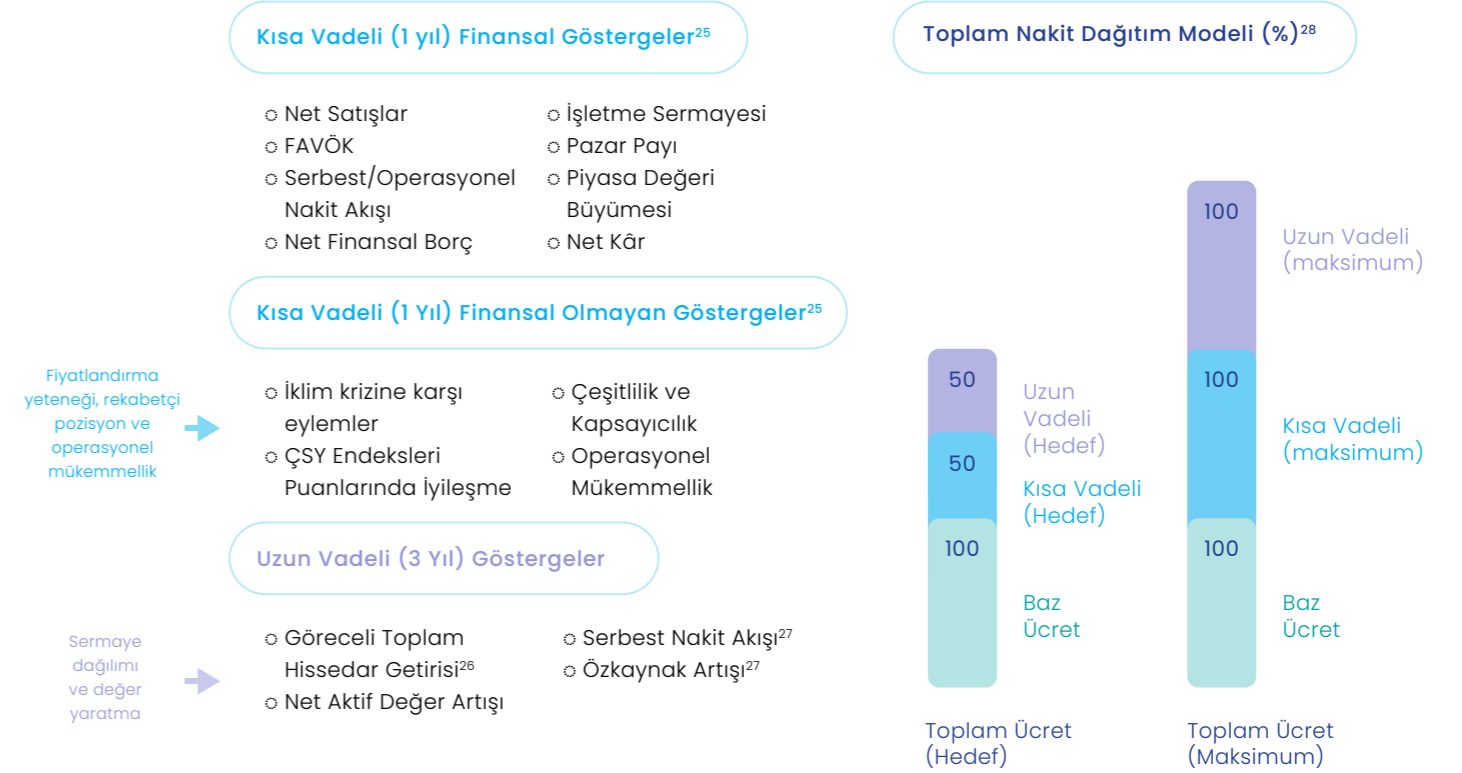 Kısa Vadeli (1 yıl) Finansal Göstergeler²⁵
Net Satışlar
FAVÖK
Serbest/Operasyonel
Nakit Akışı
Net Finansal Borç
İşletme Sermayesi
Pazar Payı
Piyasa Değeri
Büyümesi
Net Kâr
Kısa Vadeli (1 Yıl) Finansal Olmayan Göstergeler²⁵
Fiyatlandırma
yeteneği, rekabetçi
pozisyon ve
operasyonel
mükemmellik
İklim krizine karşı
eylemler
ÇSY Endeksleri
Puanlarında İyileşme
Çeşitlilik ve
Kapsayıcılık
Operasyonel
Mükemmellik
Uzun Vadeli (3 Yıl) Göstergeler
Sermaye
dağılımı
ve değer
yaratma
Göreceli Toplam
Hissedar Getirisi²⁶
Net Aktif Değer Artışı
Serbest Nakit Akışı²⁷
Özkaynak Artışı²⁷
Toplam Nakit Dağıtım Modeli (%)²⁸
50
Uzun
Vadeli
(Hedef)
50
Kısa Vadeli
(Hedef)
100
Baz
Ücret
Toplam Ücret
(Hedef)
100
Uzun Vadeli
(maksimum)
100
Kısa Vadeli
(maksimum)
100
Baz
Ücret
Toplam Ücret
(Maksimum)